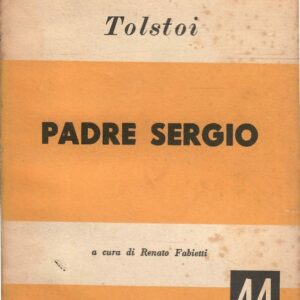 Tolstoi
PADRE SERGIO
a cura di Renato Fabietti
44